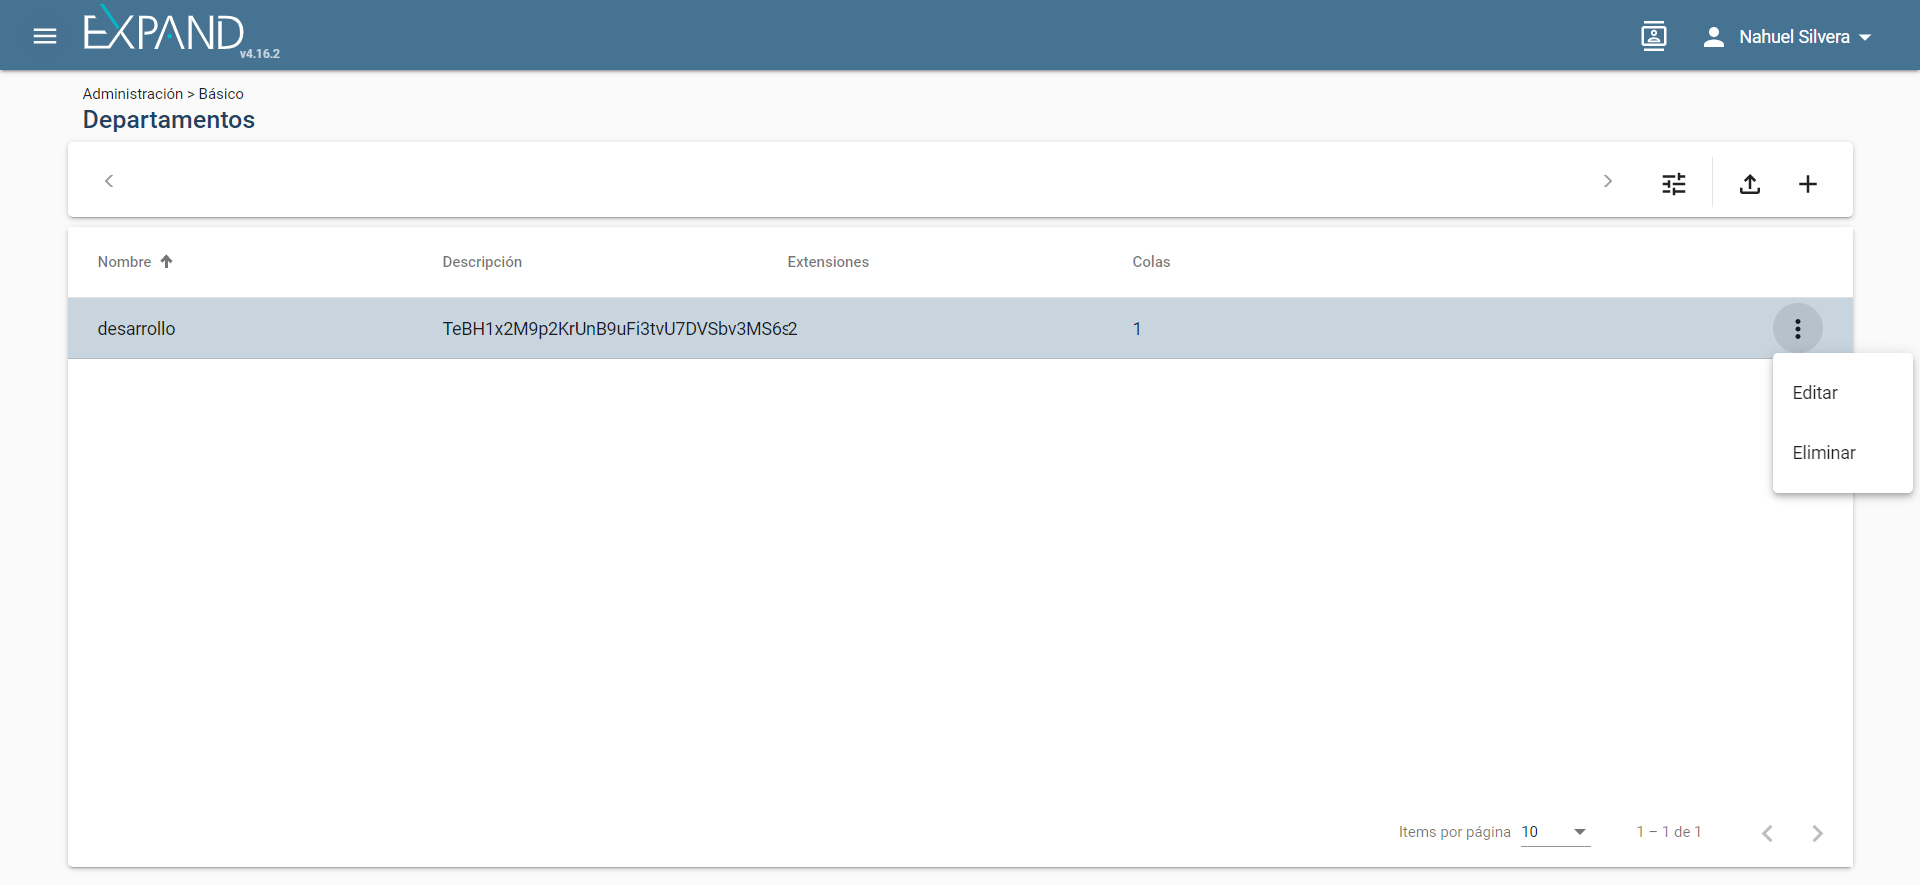 EXPAND
v4.16.2
Nahuel Silvera
Administración > Básico
Departamentos
Nombre Descripción Extensiones Colas
desarrollo TeBH1x2M9p2KrUnB9uFi3tvU7DVSbv3MS6s2 1
Editar
Eliminar
Items por página 10 1 – 1 de 1